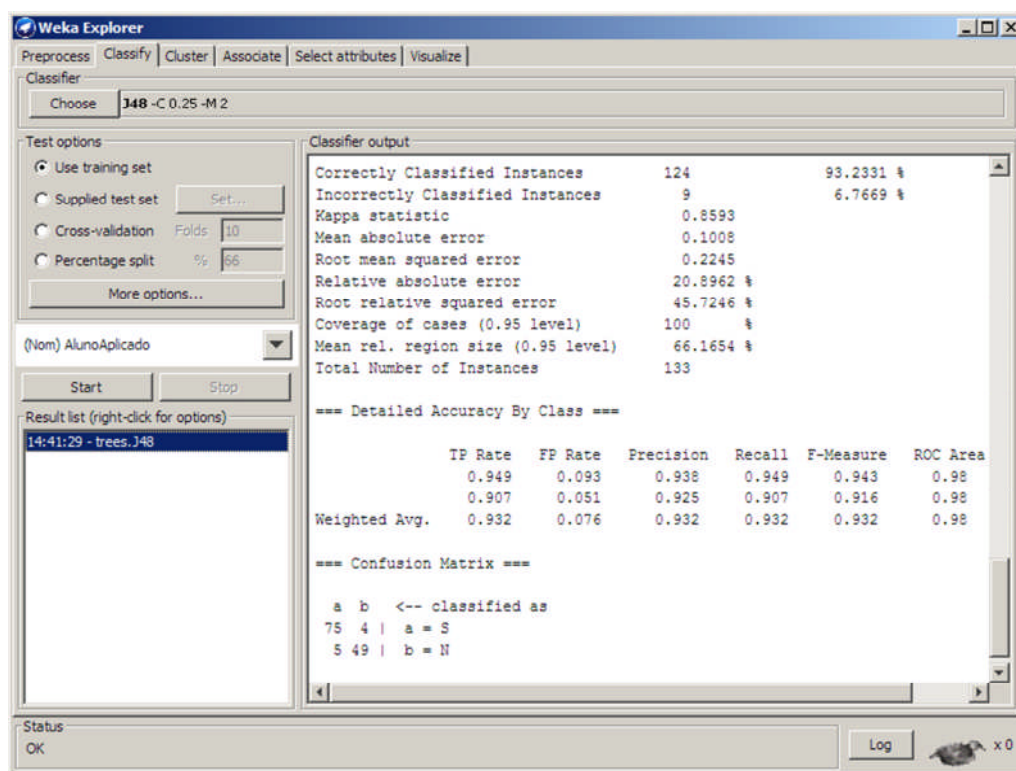 Weka Explorer
Preprocess Classify Cluster Associate Select attributes Visualize
Classifier
Choose J48 -C 0.25 -M 2
Test options
Use training set
Supplied test set Set...
Cross-validation Folds 10
Percentage split % 66
More options...
(Nom) AlunoAplicado
Start Stop
Result list (right-click for options)
14:41:29 - trees.J48
Classifier output
Correctly Classified Instances 124 93.2331 %
Incorrectly Classified Instances 9 6.7669 %
Kappa statistic 0.8593
Mean absolute error 0.1008
Root mean squared error 0.2245
Relative absolute error 20.8962 %
Root relative squared error 45.7246 %
Coverage of cases (0.95 level) 100 %
Mean rel. region size (0.95 level) 66.1654 %
Total Number of Instances 133
=== Detailed Accuracy By Class ===
TP Rate FP Rate Precision Recall F-Measure ROC Area
0.949 0.093 0.938 0.949 0.943 0.98
0.907 0.051 0.925 0.907 0.916 0.98
Weighted Avg. 0.932 0.076 0.932 0.932 0.932 0.98
=== Confusion Matrix ===
a b <-- classified as
75 4 | a = S
5 49 | b = N
Status
OK
Log x 0